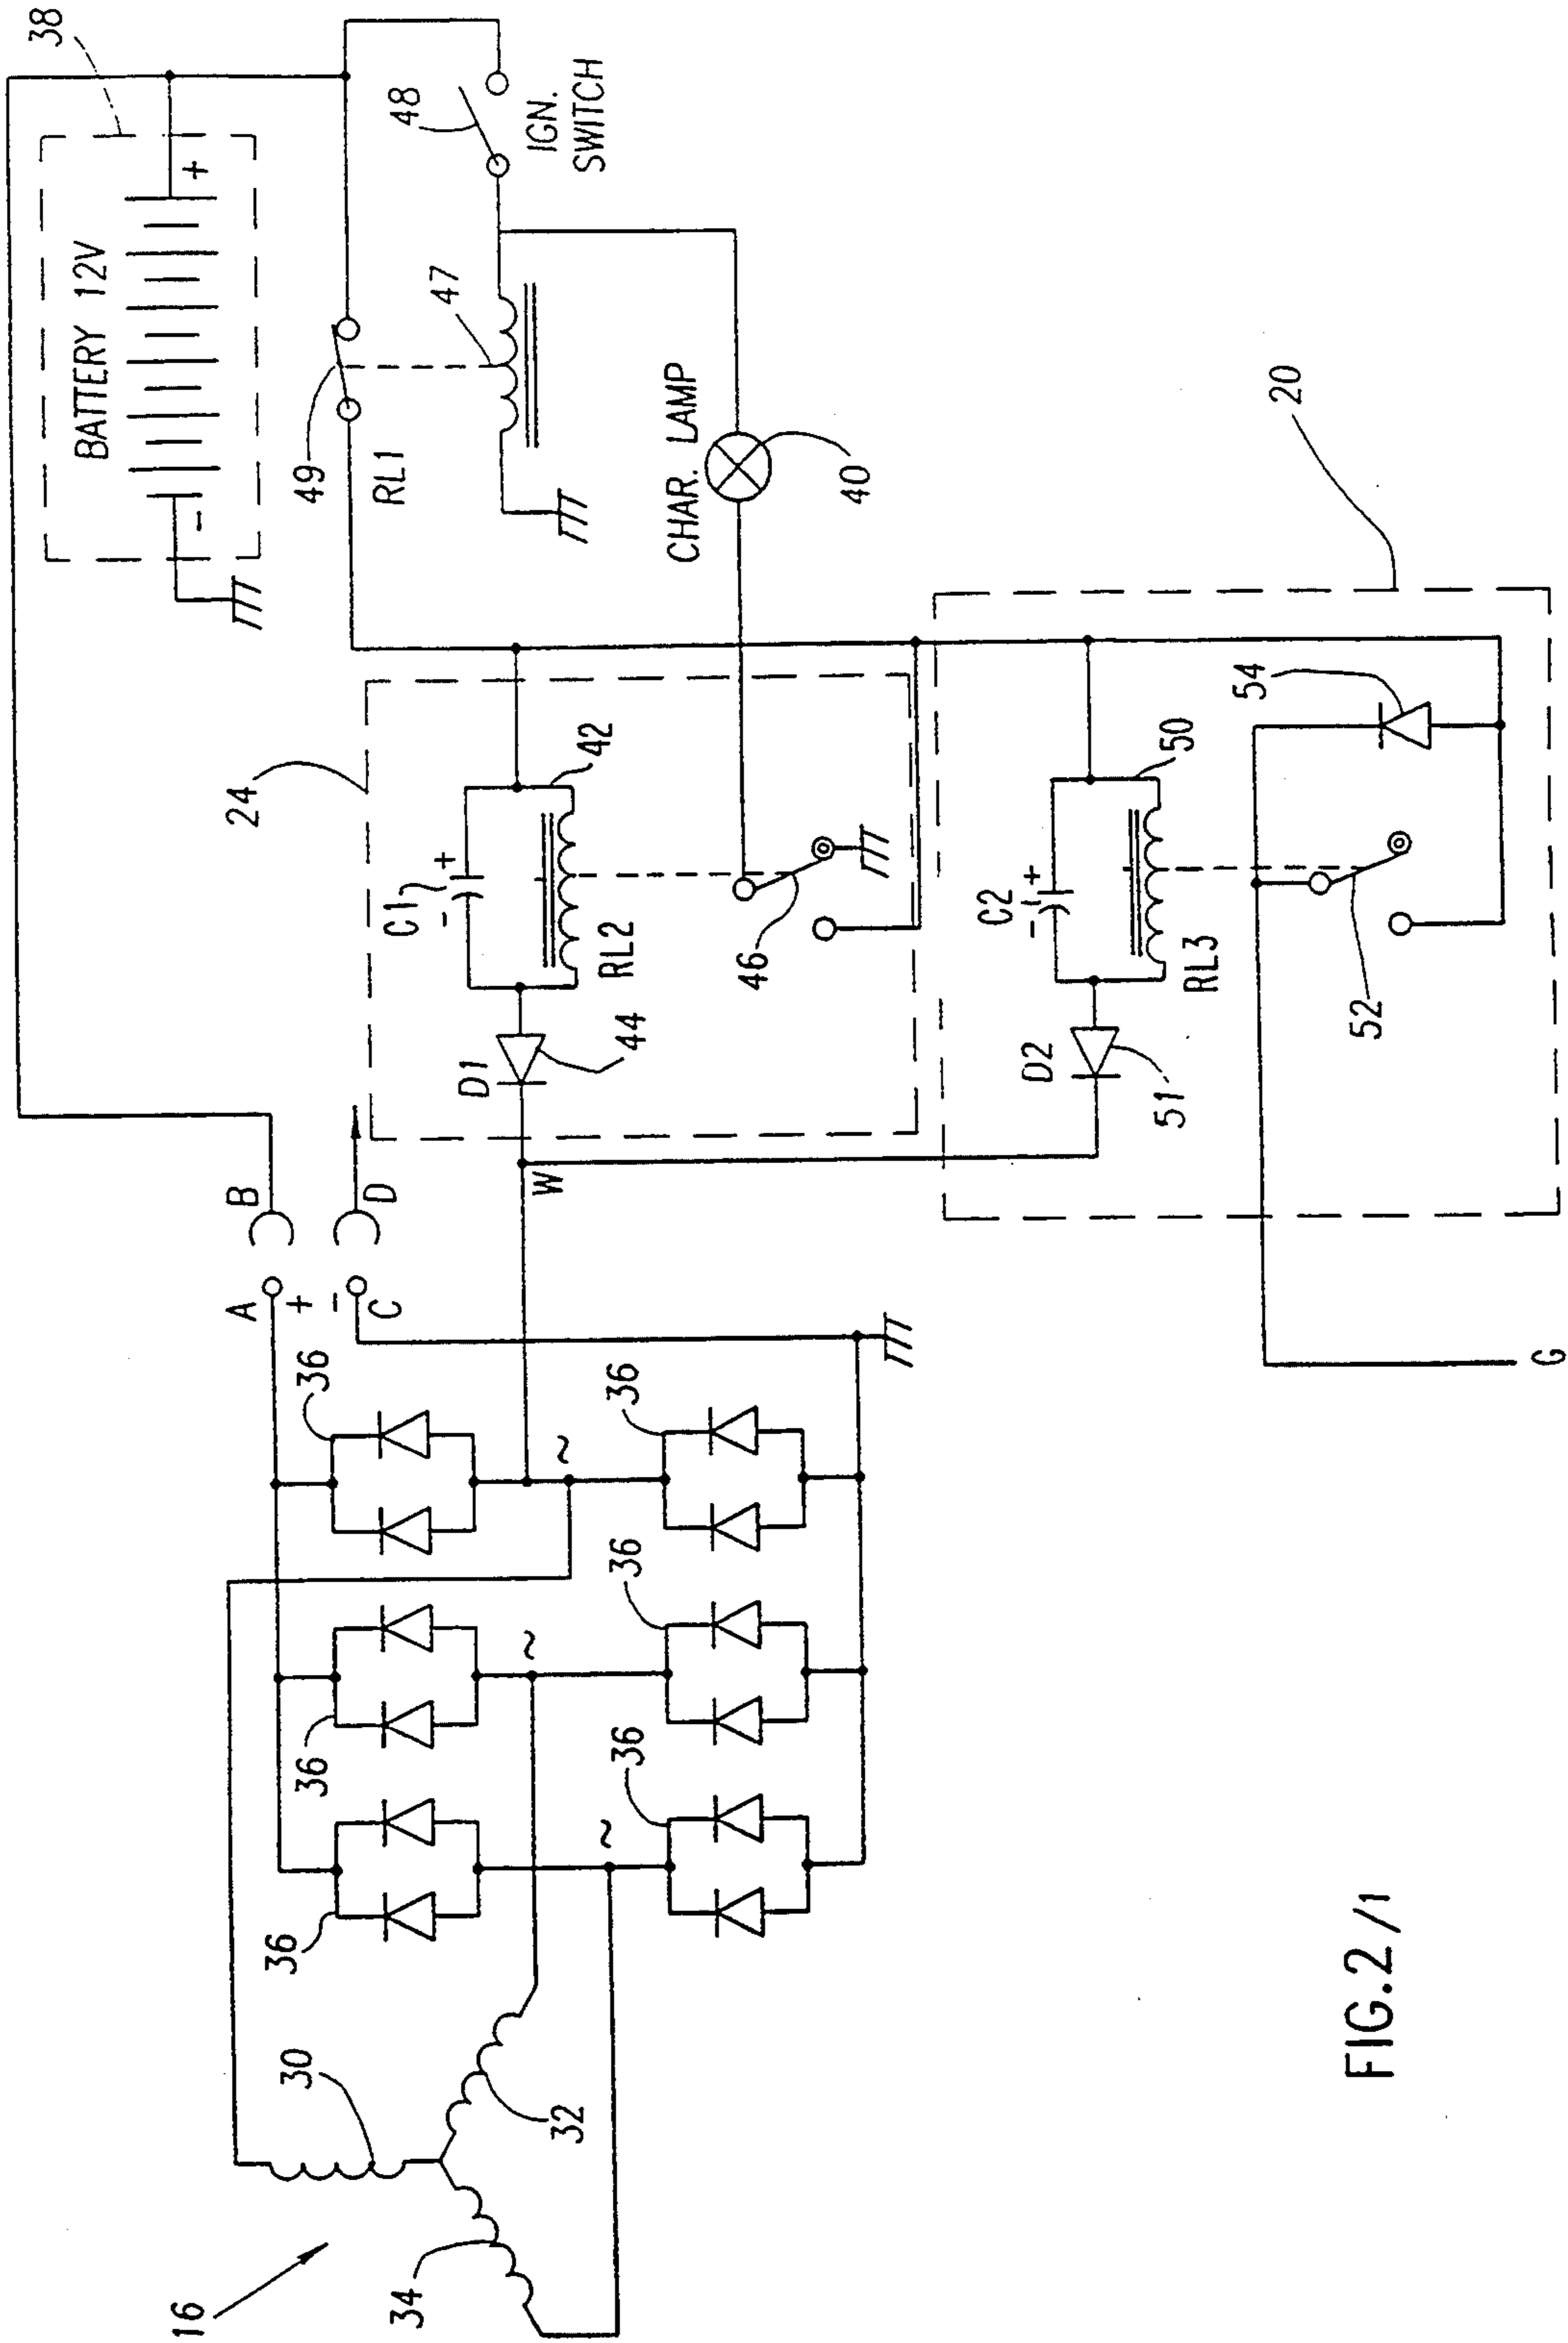 38
BATTERY 12V
+
-
48
IGN.
SWITCH
47
49
RL1
CHAR. LAMP
40
20
24
C1
- +
42
RL2
D1
44
46
C2
- +
50
RL3
D2
51
52
54
B
D
A
+
-
C
W
G
36
36
~
36
36
~
36
36
~
30
32
34
16
FIG.2/1